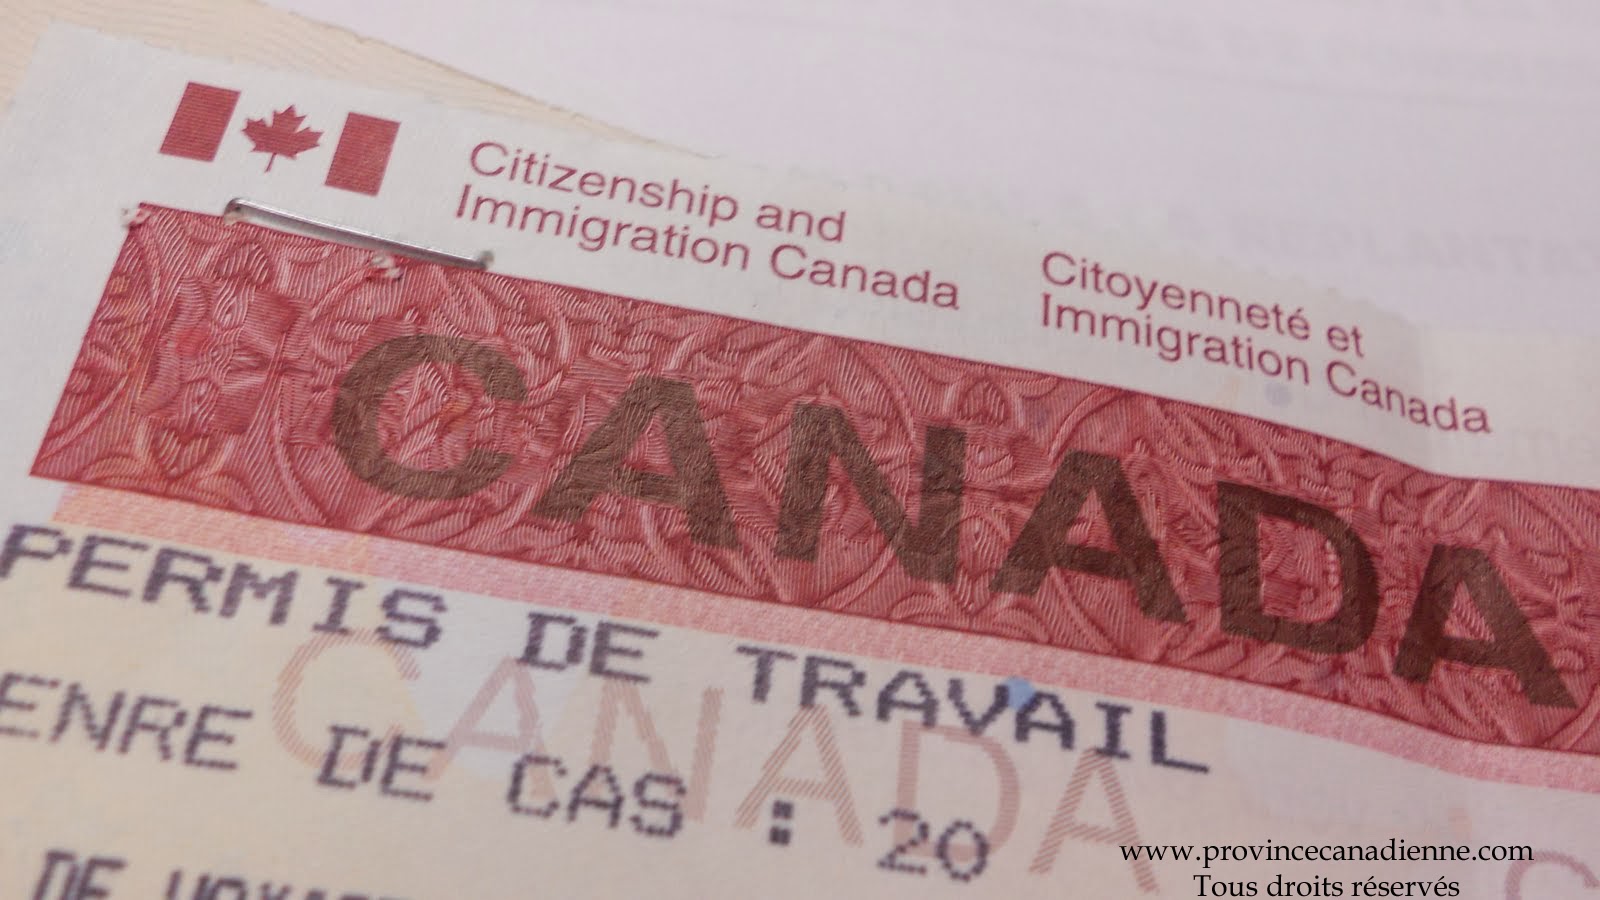 Citizenship and
Immigration Canada
Citoyenneté et
Immigration Canada
CANADA
PERMIS DE TRAVAIL
CANADA
ENRE DE CAS : 20
DE
www.provincecanadienne.com
Tous droits réservés